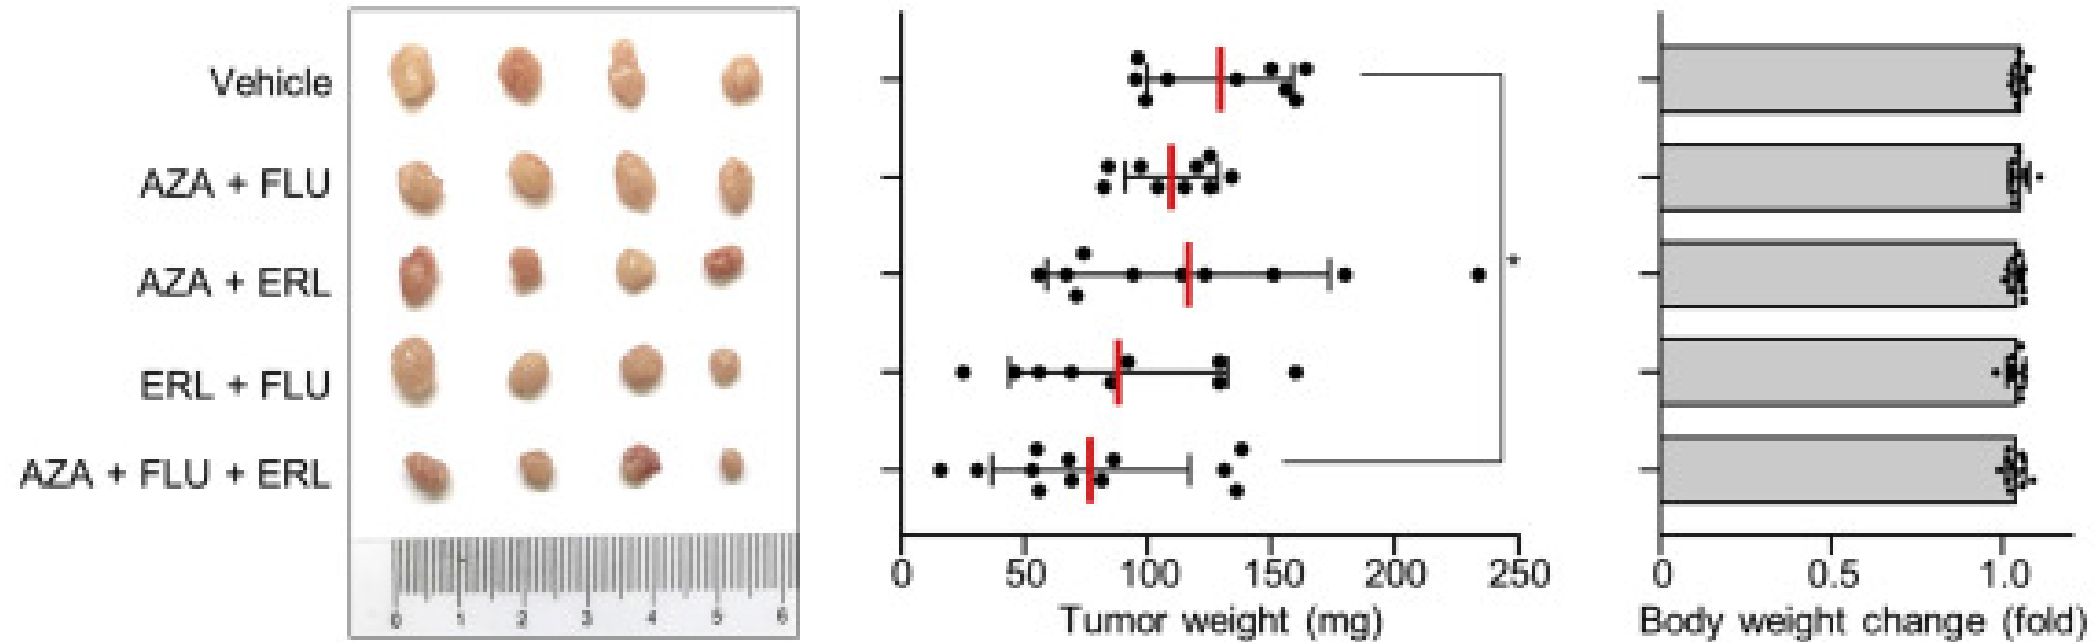 Vehicle
AZA + FLU
AZA + ERL
ERL + FLU
AZA + FLU + ERL
0 1 2 3 4 5 6
*
0 50 100 150 200 250
Tumor weight (mg)
0 0.5 1.0
Body weight change (fold)